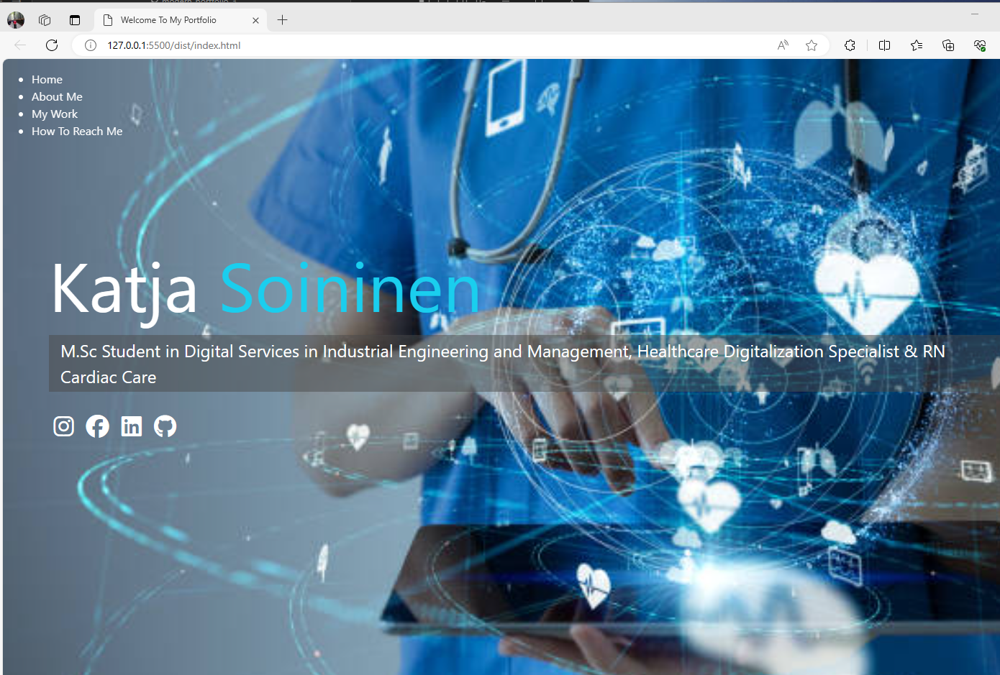 Welcome To My Portfolio
127.0.0.1:5500/dist/index.html
Home
About Me
My Work
How To Reach Me
Katja Soininen
M.Sc Student in Digital Services in Industrial Engineering and Management, Healthcare Digitalization Specialist & RN
Cardiac Care